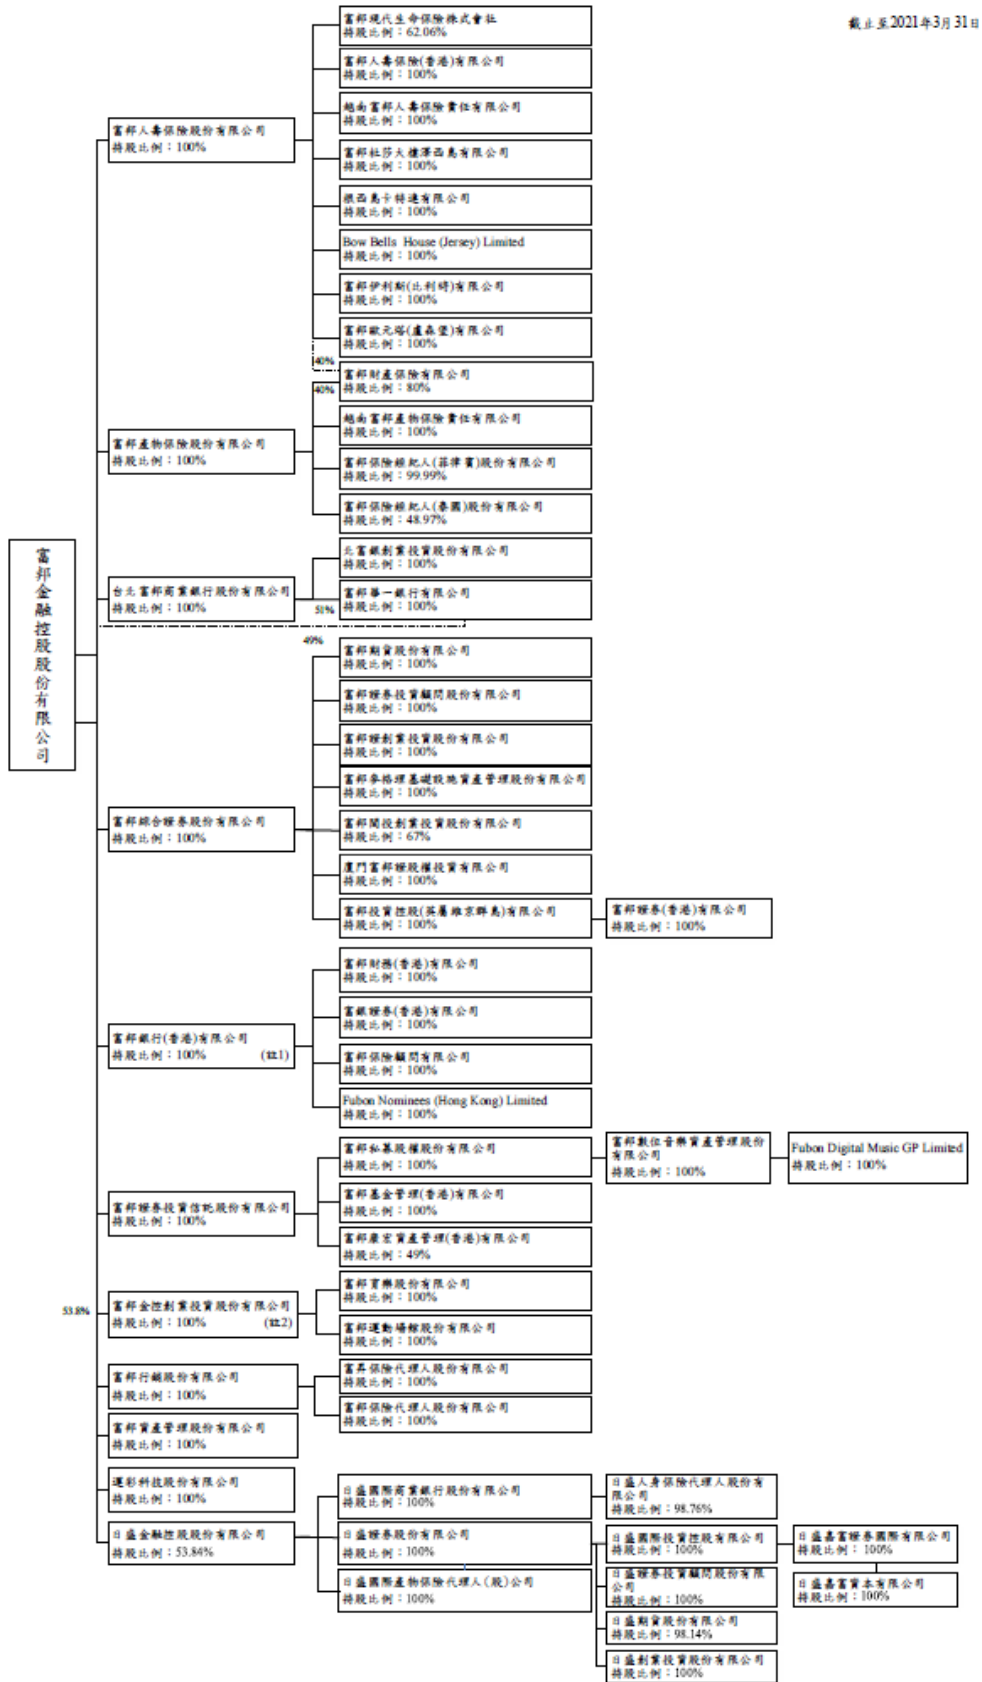 截止至2021年3月31日
富邦金融控股股份有限公司
富邦人壽保險股份有限公司
持股比例：100%
富邦現代生命保險株式會社
持股比例：62.06%
富邦人壽保險(香港)有限公司
持股比例：100%
越南富邦人壽保險責任有限公司
持股比例：100%
富邦杜莎夫樓澤西島有限公司
持股比例：100%
根西島卡特連有限公司
持股比例：100%
Bow Bells House (Jersey) Limited
持股比例：100%
富邦伊利斯(比利時)有限公司
持股比例：100%
富邦歐元塔(盧森堡)有限公司
持股比例：100%
40%
富邦產物保險股份有限公司
持股比例：100%
40%
富邦財產保險有限公司
持股比例：80%
越南富邦產物保險責任有限公司
持股比例：100%
富邦保險經紀人(菲律賓)股份有限公司
持股比例：99.99%
富邦保險經紀人(泰國)股份有限公司
持股比例：48.97%
台北富邦商業銀行股份有限公司
持股比例：100%
北富銀創業投資股份有限公司
持股比例：100%
51%
富邦華一銀行有限公司
持股比例：100%
49%
富邦綜合證券股份有限公司
持股比例：100%
富邦期貨股份有限公司
持股比例：100%
富邦證券投資顧問股份有限公司
持股比例：100%
富邦證創業投資股份有限公司
持股比例：100%
富邦麥格理基礎設施資產管理股份有限公司
持股比例：100%
富邦閩投創業投資股份有限公司
持股比例：67%
廈門富邦證股權投資有限公司
持股比例：100%
富邦投資控股(英屬維京群島)有限公司
持股比例：100%
富邦證券(香港)有限公司
持股比例：100%
富邦銀行(香港)有限公司
持股比例：100% (註1)
富邦財務(香港)有限公司
持股比例：100%
富銀證券(香港)有限公司
持股比例：100%
富邦保險顧問有限公司
持股比例：100%
Fubon Nominees (Hong Kong) Limited
持股比例：100%
富邦證券投資信託股份有限公司
持股比例：100%
富邦私募股權股份有限公司
持股比例：100%
富邦數位音樂資產管理股份
有限公司
持股比例：100%
Fubon Digital Music GP Limited
持股比例：100%
富邦基金管理(香港)有限公司
持股比例：100%
富邦康宏資產管理(香港)有限公司
持股比例：49%
53.8%
富邦金控創業投資股份有限公司
持股比例：100% (註2)
富邦育樂股份有限公司
持股比例：100%
富邦運動場館股份有限公司
持股比例：100%
富邦行銷股份有限公司
持股比例：100%
富昇保險代理人股份有限公司
持股比例：100%
富邦保險代理人股份有限公司
持股比例：100%
富邦資產管理股份有限公司
持股比例：100%
運彩科技股份有限公司
持股比例：100%
日盛金融控股股份有限公司
持股比例：53.84%
日盛國際商業銀行股份有限公司
持股比例：100%
日盛人身保險代理人股份有
限公司
持股比例：98.76%
日盛證券股份有限公司
持股比例：100%
日盛國際投資控股有限公司
持股比例：100%
日盛嘉富證券國際有限公司
持股比例：100%
日盛嘉富資本有限公司
持股比例：100%
日盛證券投資顧問股份有限
公司
持股比例：100%
日盛期貨股份有限公司
持股比例：98.14%
日盛創業投資股份有限公司
持股比例：100%
日盛國際產物保險代理人(股)公司
持股比例：100%